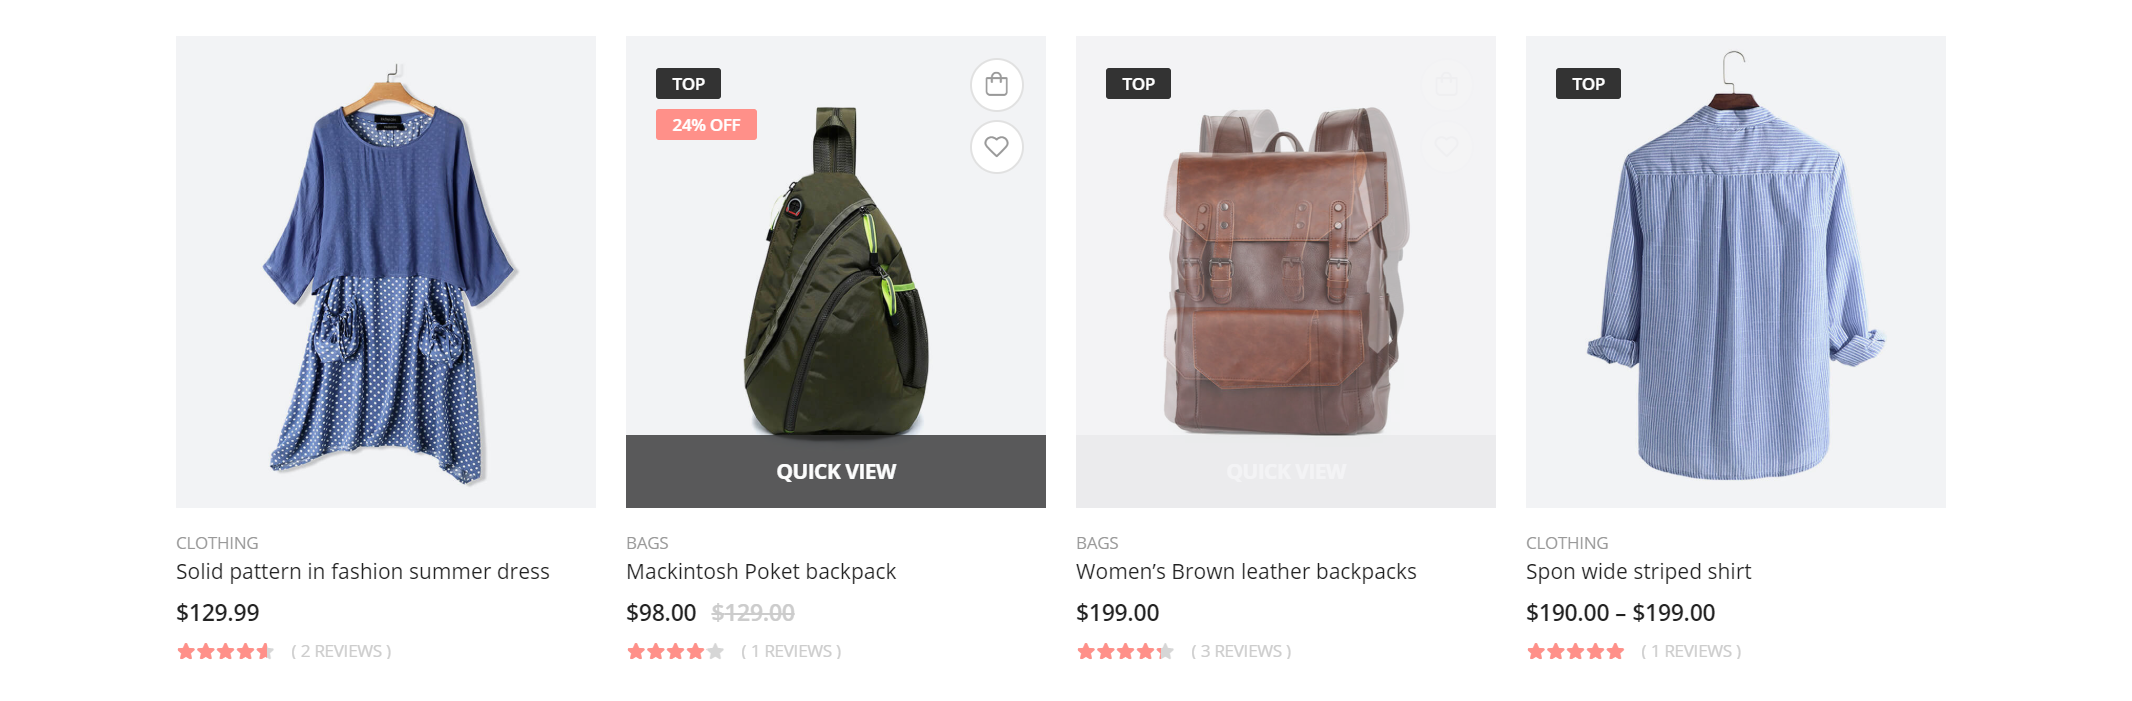 TOP
24% OFF
QUICK VIEW
TOP
QUICK VIEW
TOP
CLOTHING
Solid pattern in fashion summer dress
$129.99
( 2 REVIEWS )
BAGS
Mackintosh Poket backpack
$98.00 $129.00
( 1 REVIEWS )
BAGS
Women’s Brown leather backpacks
$199.00
( 3 REVIEWS )
CLOTHING
Spon wide striped shirt
$190.00 – $199.00
( 1 REVIEWS )